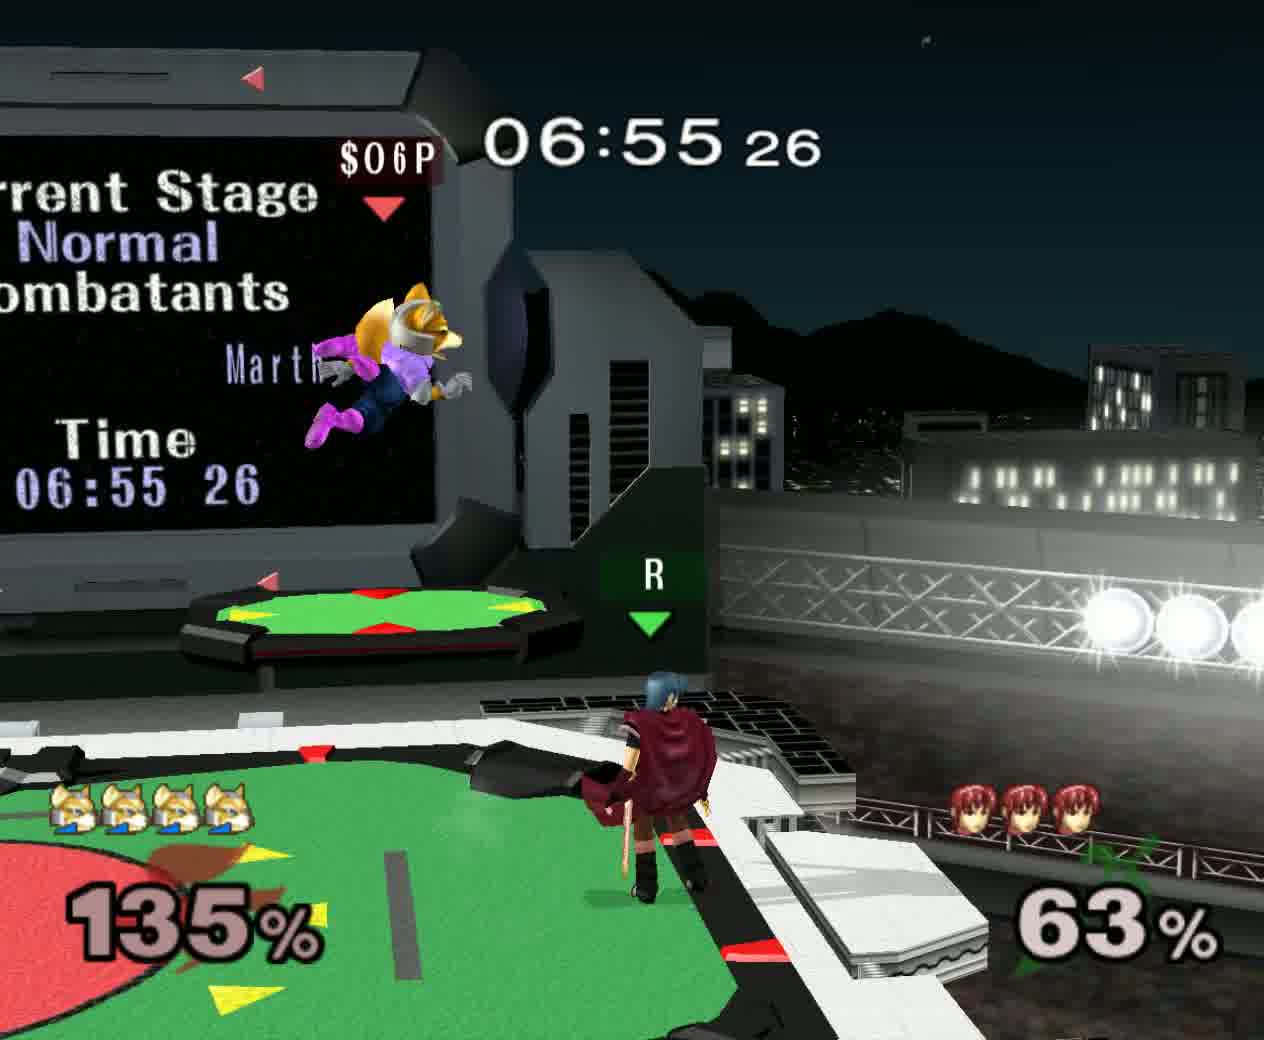 $06P
06:55 26
rrent Stage
Normal
ombatants
Marth
Time
06:55 26
R
135%
63%